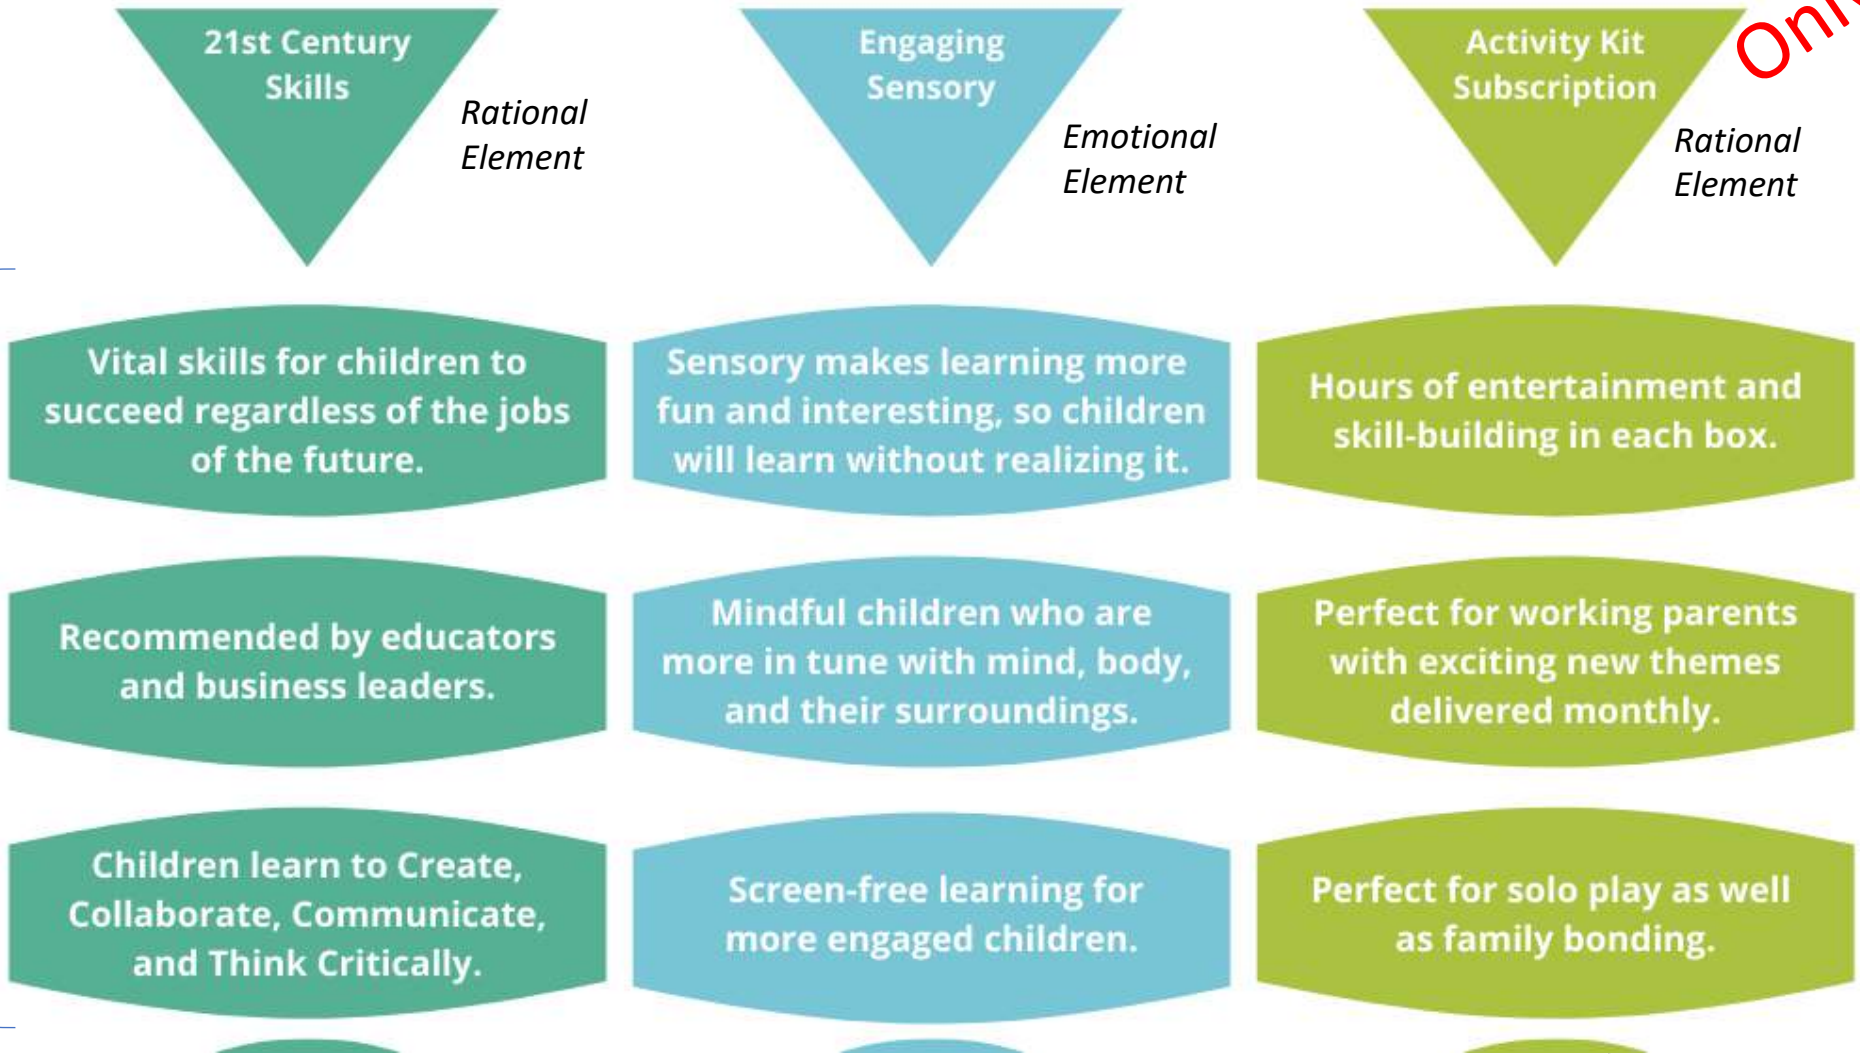 21st Century
Skills
Rational
Element
Engaging
Sensory
Emotional
Element
Activity Kit
Subscription
Rational
Element
Vital skills for children to
succeed regardless of the jobs
of the future.
Sensory makes learning more
fun and interesting, so children
will learn without realizing it.
Hours of entertainment and
skill-building in each box.
Recommended by educators
and business leaders.
Mindful children who are
more in tune with mind, body,
and their surroundings.
Perfect for working parents
with exciting new themes
delivered monthly.
Children learn to Create,
Collaborate, Communicate,
and Think Critically.
Screen-free learning for
more engaged children.
Perfect for solo play as well
as family bonding.